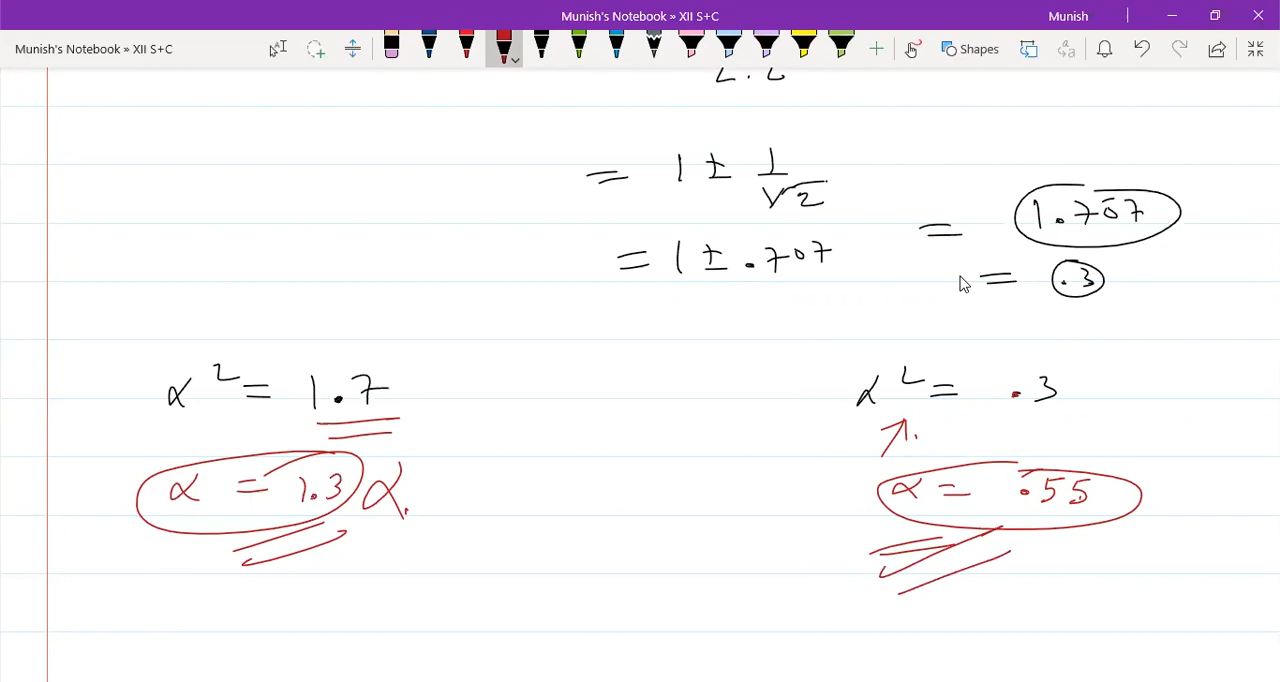 Munish's Notebook » XII S+C
Munish
Munish's Notebook » XII S+C
Shapes
= 1 ± 1/√2
= 1 ± .707
= 1.707
= .3
α² = 1.7
α² = .3
α = 1.3 α
α = .55